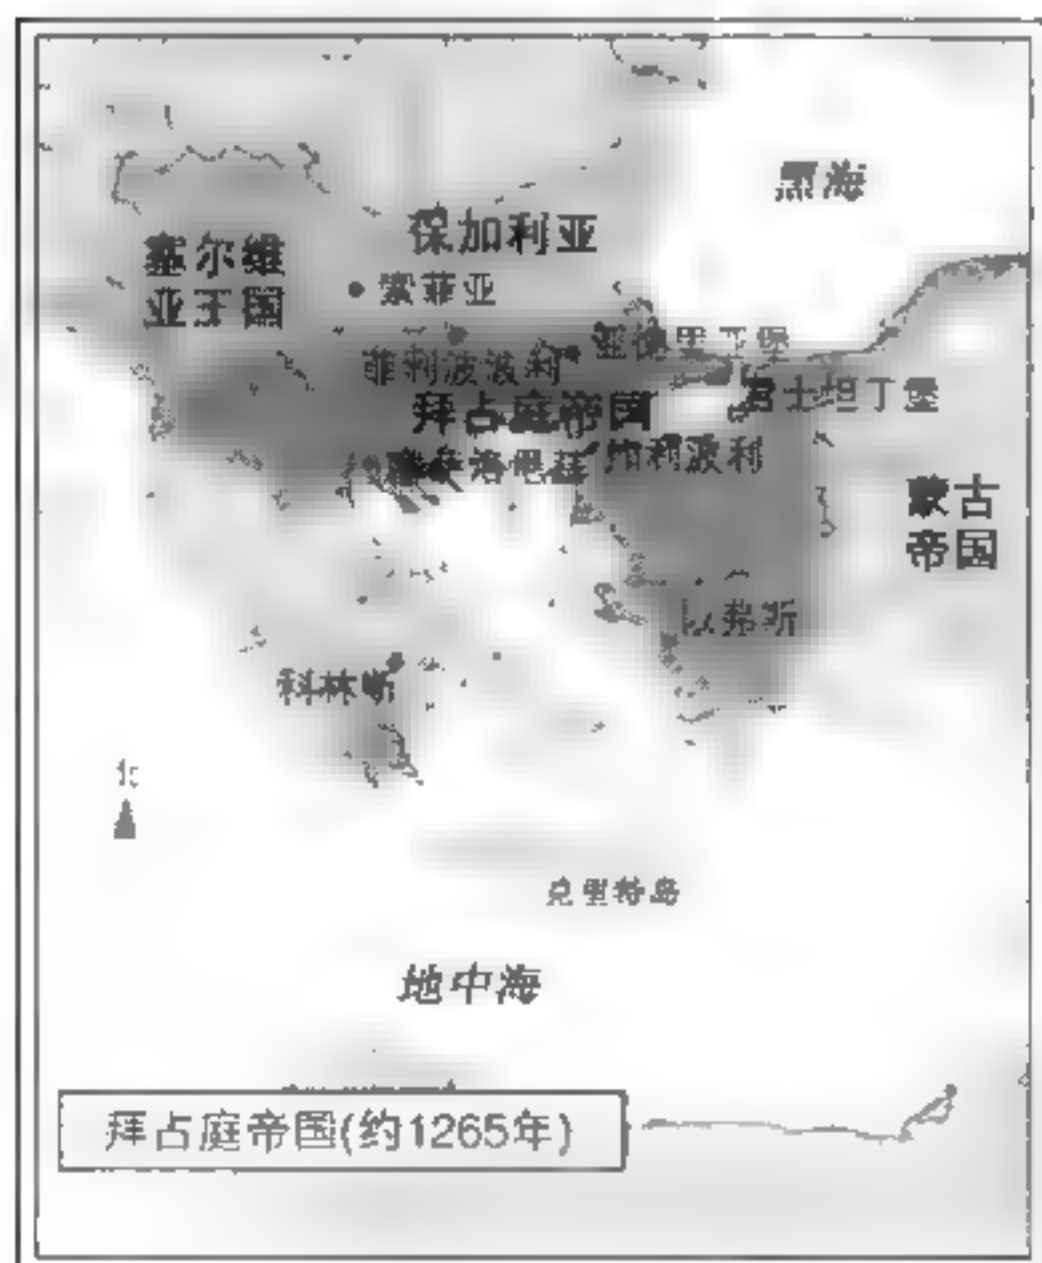 黑海
保加利亚
塞尔维
亚王国
索菲亚
菲利波波利
君士坦丁堡
拜占庭帝国
加利波利
蒙古
帝国
以弗斯
科林斯
北
克里特岛
地中海
拜占庭帝国(约1265年)